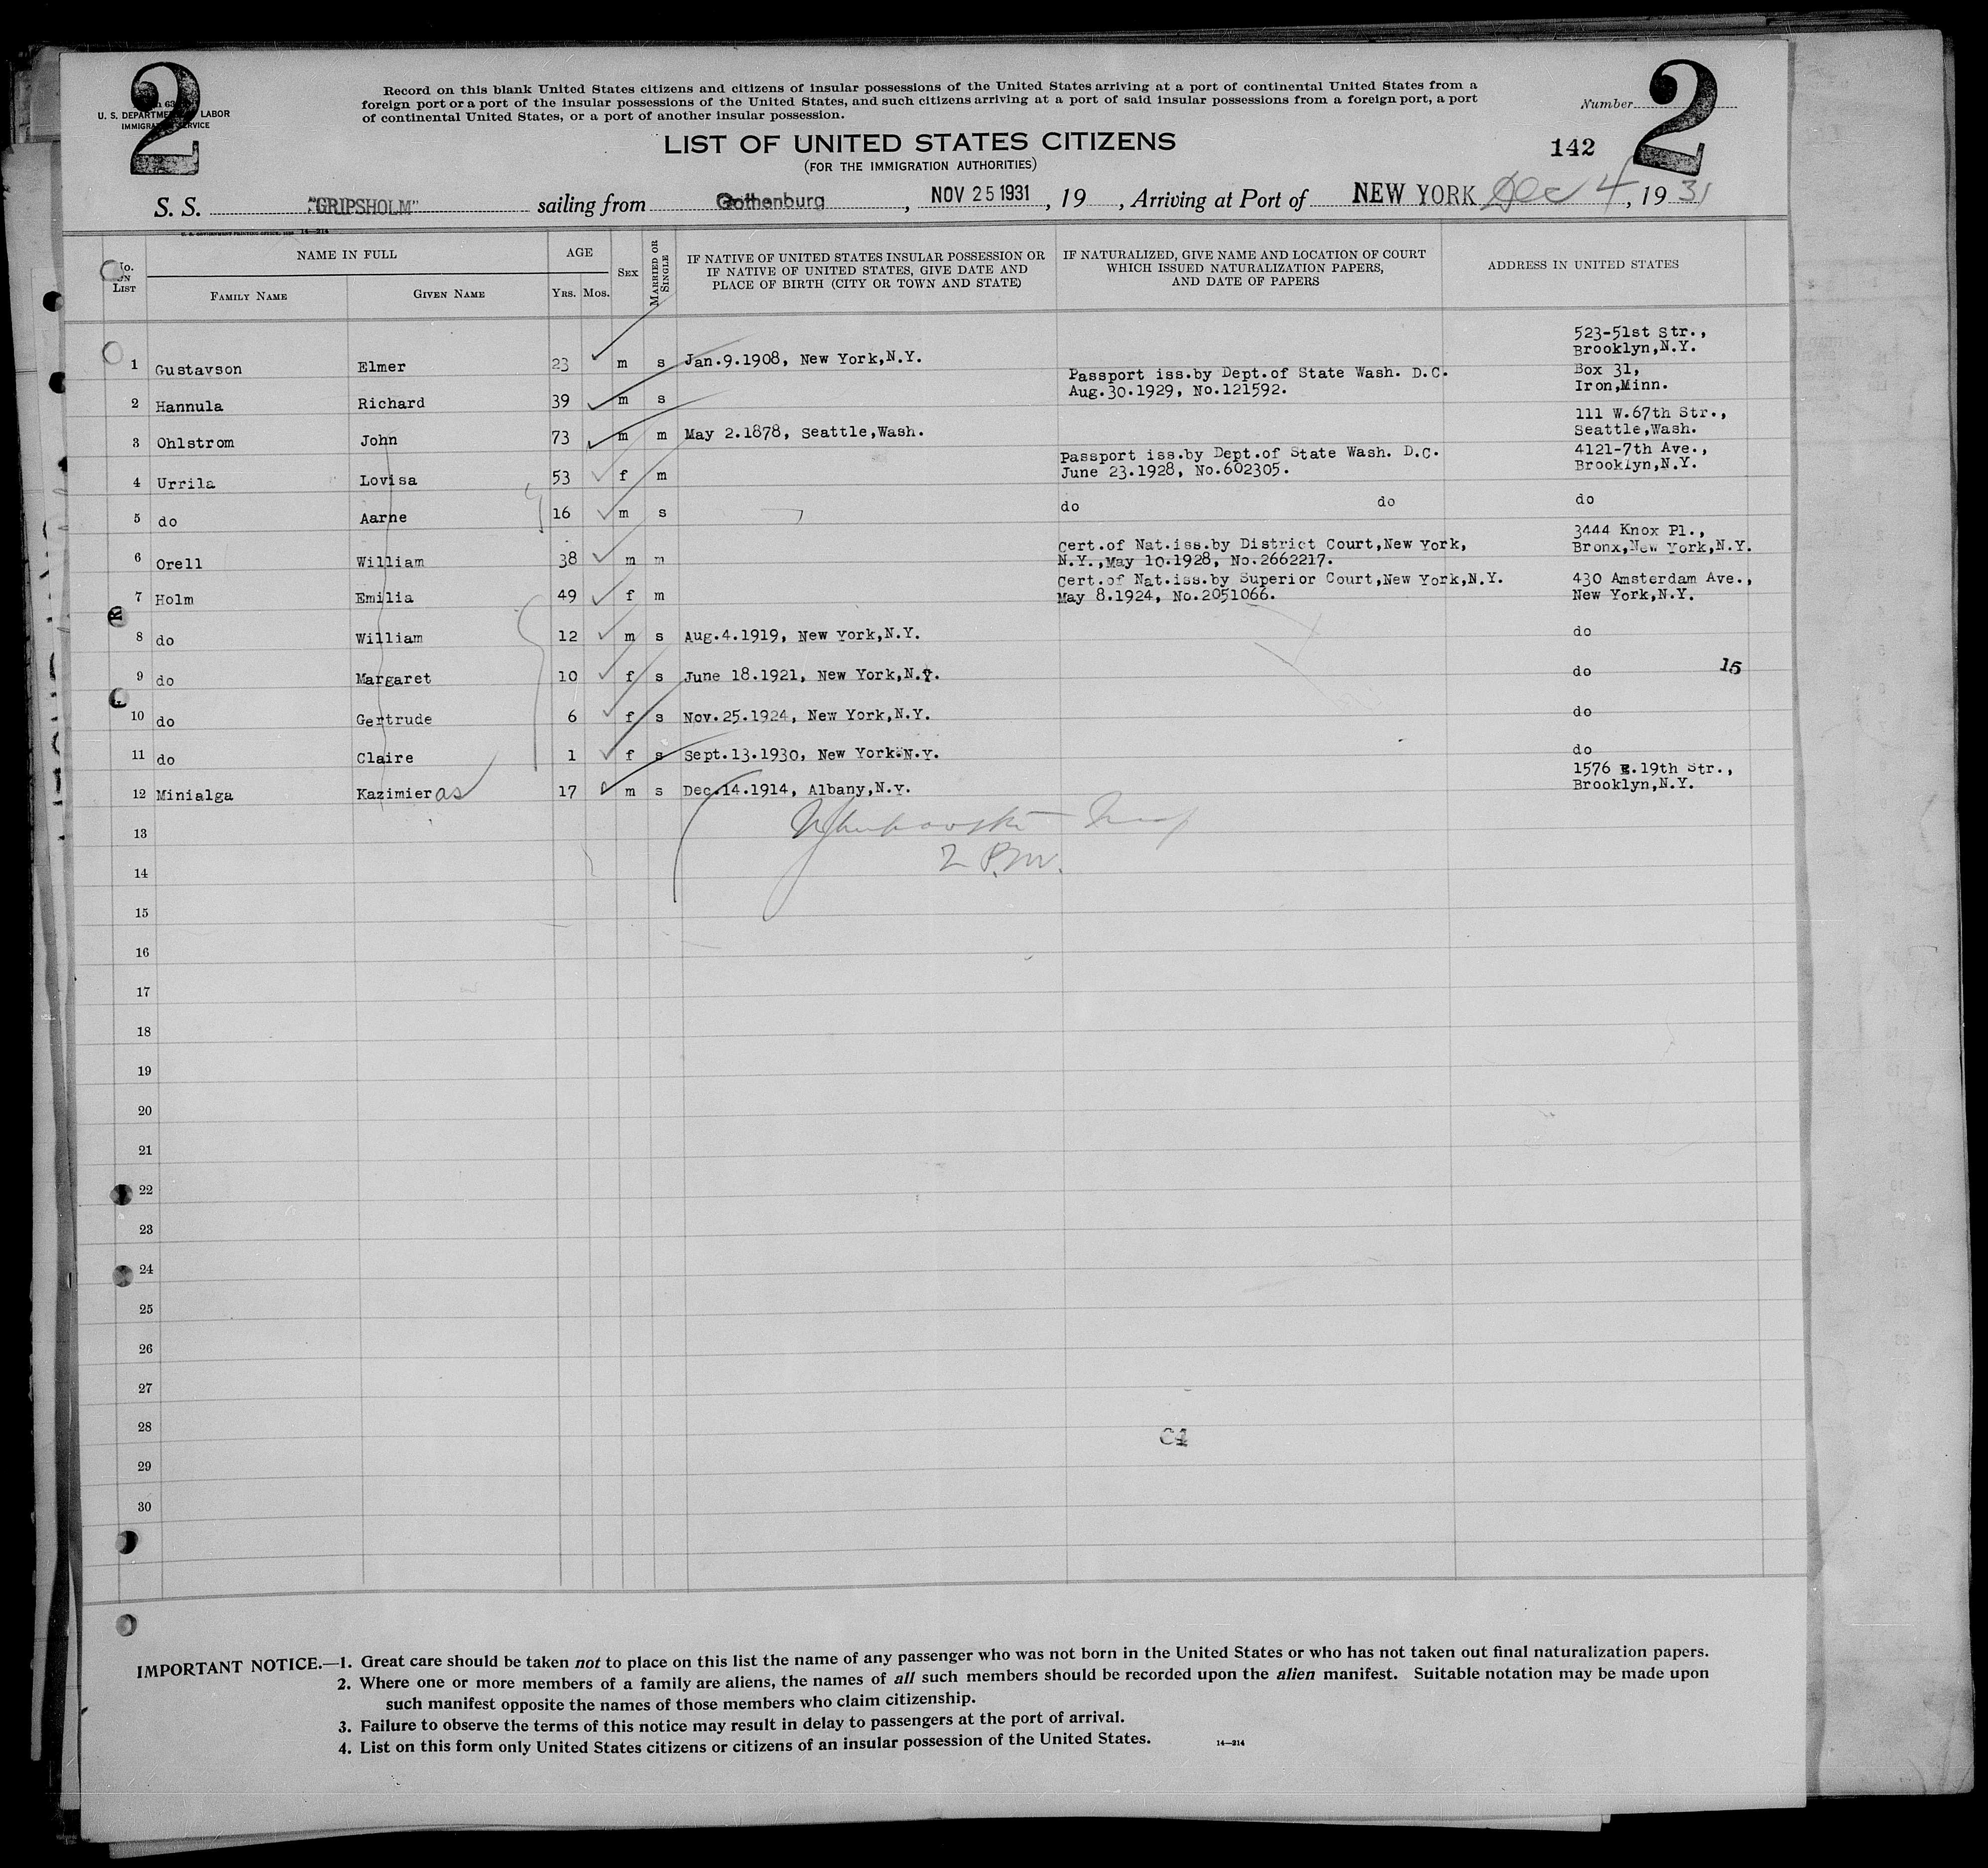 2
2
Record on this blank United States citizens and citizens of insular possessions of the United States arriving at a port of continental United States from a
foreign port or a port of the insular possessions of the United States, and such citizens arriving at a port of said insular possessions from a foreign port, a port
of continental United States, or a port of another insular possession.
U. S. DEPARTMENT LABOR
IMMIGRATION SERVICE
Number
LIST OF UNITED STATES CITIZENS
(FOR THE IMMIGRATION AUTHORITIES)
142
S. S. "GRIPSHOLM" sailing from Gothenburg, NOV 25 1931, 19 , Arriving at Port of NEW YORK Dec 4, 1931
No. in List
NAME IN FULL
Family Name Given Name
AGE
Yrs. Mos.
Sex
Married or Single
IF NATIVE OF UNITED STATES INSULAR POSSESSION OR
IF NATIVE OF UNITED STATES, GIVE DATE AND
PLACE OF BIRTH (CITY OR TOWN AND STATE)
IF NATURALIZED, GIVE NAME AND LOCATION OF COURT
WHICH ISSUED NATURALIZATION PAPERS,
AND DATE OF PAPERS
ADDRESS IN UNITED STATES
1 Gustavson Elmer 23 m s Jan.9.1908, New York,N.Y. 523-51st Str.,
Brooklyn,N.Y.
2 Hannula Richard 39 m s Passport iss.by Dept.of State Wash. D.C. Box 31,
Aug.30.1929, No.121592. Iron,Minn.
3 Ohlstrom John 73 m m May 2.1878, Seattle,Wash. 111 W.67th Str.,
Seattle,Wash.
4 Urrila Lovisa 53 f m Passport iss.by Dept.of State Wash. D.C. 4121-7th Ave.,
June 23.1928, No.602305. Brooklyn,N.Y.
5 do Aarne 16 m s do do do
6 Orell William 38 m m Cert.of Nat.iss.by District Court,New York, 3444 Knox Pl.,
N.Y.,May 10.1928, No.2662217. Bronx,New York,N.Y.
7 Holm Emilia 49 f m Cert.of Nat.iss.by Superior Court,New York,N.Y. 430 Amsterdam Ave.,
May 8.1924, No.2051066. New York,N.Y.
8 do William 12 m s Aug.4.1919, New York,N.Y. do
9 do Margaret 10 f s June 18.1921, New York,N.Y. do 15
10 do Gertrude 6 f s Nov.25.1924, New York,N.Y. do
11 do Claire 1 f s Sept.13.1930, New York.N.Y. do
12 Minialga Kazimieras 17 m s Dec.14.1914, Albany,N.Y. 1576 E.19th Str.,
Brooklyn,N.Y.
13
2 P.M.
14
15
16
17
18
19
20
21
22
23
24
25
26
27
28
C4
29
30
IMPORTANT NOTICE.—1. Great care should be taken not to place on this list the name of any passenger who was not born in the United States or who has not taken out final naturalization papers.
2. Where one or more members of a family are aliens, the names of all such members should be recorded upon the alien manifest. Suitable notation may be made upon
such manifest opposite the names of those members who claim citizenship.
3. Failure to observe the terms of this notice may result in delay to passengers at the port of arrival.
4. List on this form only United States citizens or citizens of an insular possession of the United States. 14—214